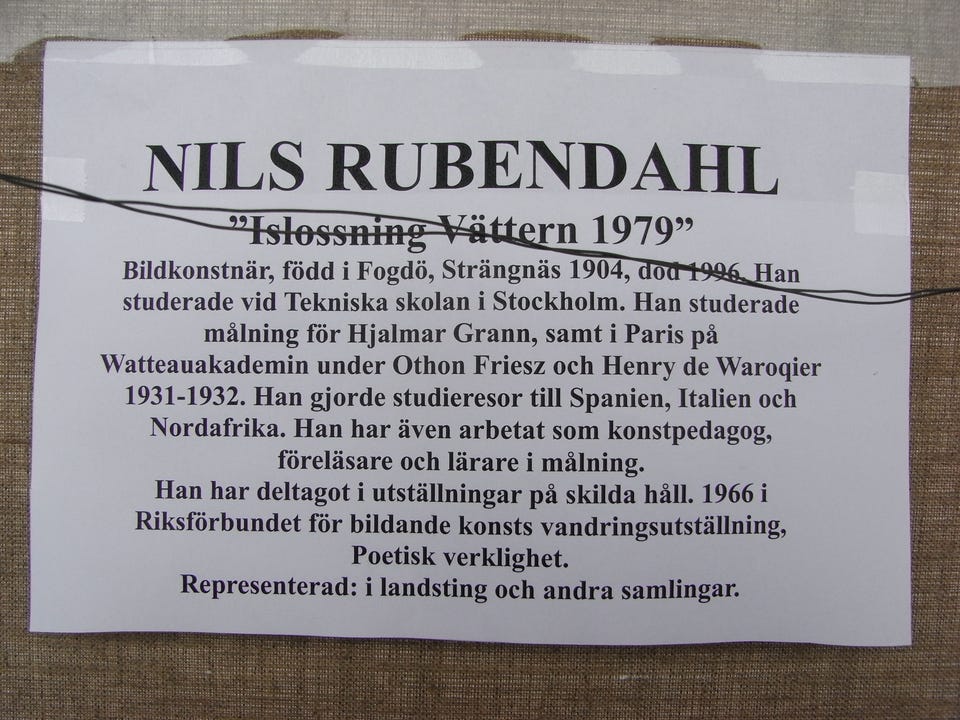 NILS RUBENDAHL
”Islossning Vättern 1979”
Bildkonstnär, född i Fogdö, Strängnäs 1904, död 1996. Han
studerade vid Tekniska skolan i Stockholm. Han studerade
målning för Hjalmar Grann, samt i Paris på
Watteauakademin under Othon Friesz och Henry de Waroqier
1931-1932. Han gjorde studieresor till Spanien, Italien och
Nordafrika. Han har även arbetat som konstpedagog,
föreläsare och lärare i målning.
Han har deltagot i utställningar på skilda håll. 1966 i
Riksförbundet för bildande konsts vandringsutställning,
Poetisk verklighet.
Representerad: i landsting och andra samlingar.